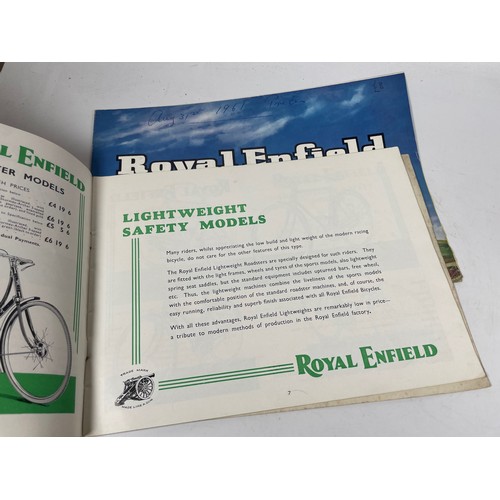 1955
Royal Enfield
AL ENFIELD
TER MODELS
H PRICES
£4 19 6
£6 19 6
£5 5 6
£6 19 6
LIGHTWEIGHT
SAFETY MODELS
Many riders, whilst appreciating the low build and light weight of the modern racing
bicycle, do not care for the other features of this type.
The Royal Enfield Lightweight Roadsters are specially designed for such riders. They
are fitted with the light frames, wheels and tyres of the sports models, also lightweight
spring seat saddles, but the standard equipment includes upturned bars, free wheel,
etc. Thus, the lightweight machines combine the liveliness of the sports models
with the comfortable position of the standard roadster machines, and, of course, the
easy running, reliability and superb finish associated with all Royal Enfield Bicycles.
With all these advantages, Royal Enfield Lightweights are remarkably low in price—
a tribute to modern methods of production in the Royal Enfield factory.
TRADE MARK
MADE LIKE A GUN
ROYAL ENFIELD
7